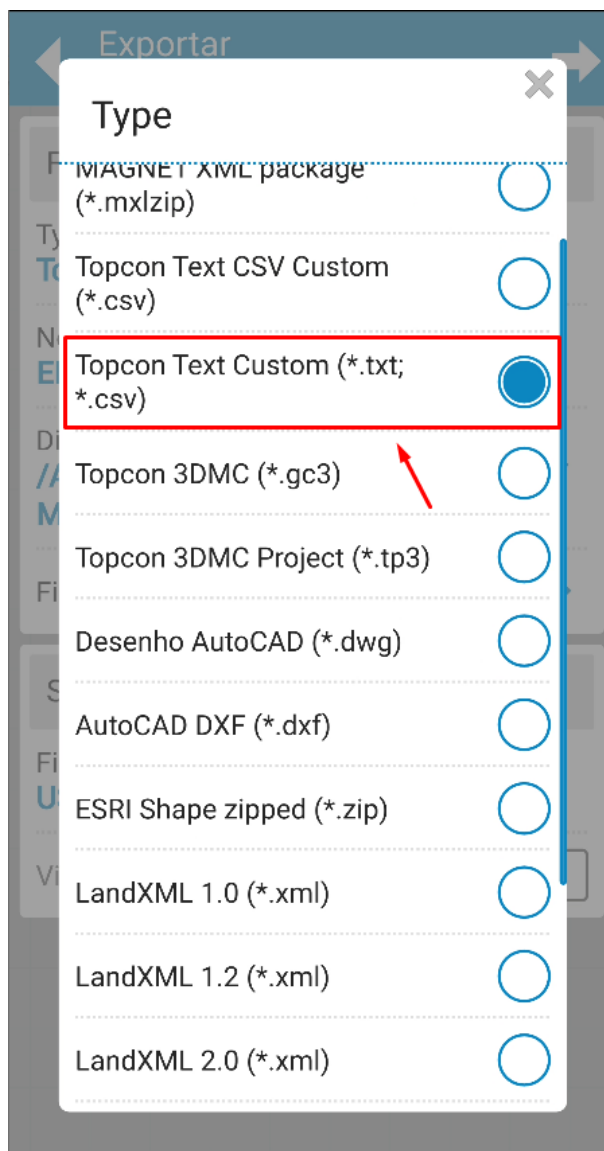 Exportar
Type
MAGNET XML package
(*.mxlzip)
Topcon Text CSV Custom
(*.csv)
Topcon Text Custom (*.txt;
*.csv)
Topcon 3DMC (*.gc3)
Topcon 3DMC Project (*.tp3)
Desenho AutoCAD (*.dwg)
AutoCAD DXF (*.dxf)
ESRI Shape zipped (*.zip)
LandXML 1.0 (*.xml)
LandXML 1.2 (*.xml)
LandXML 2.0 (*.xml)